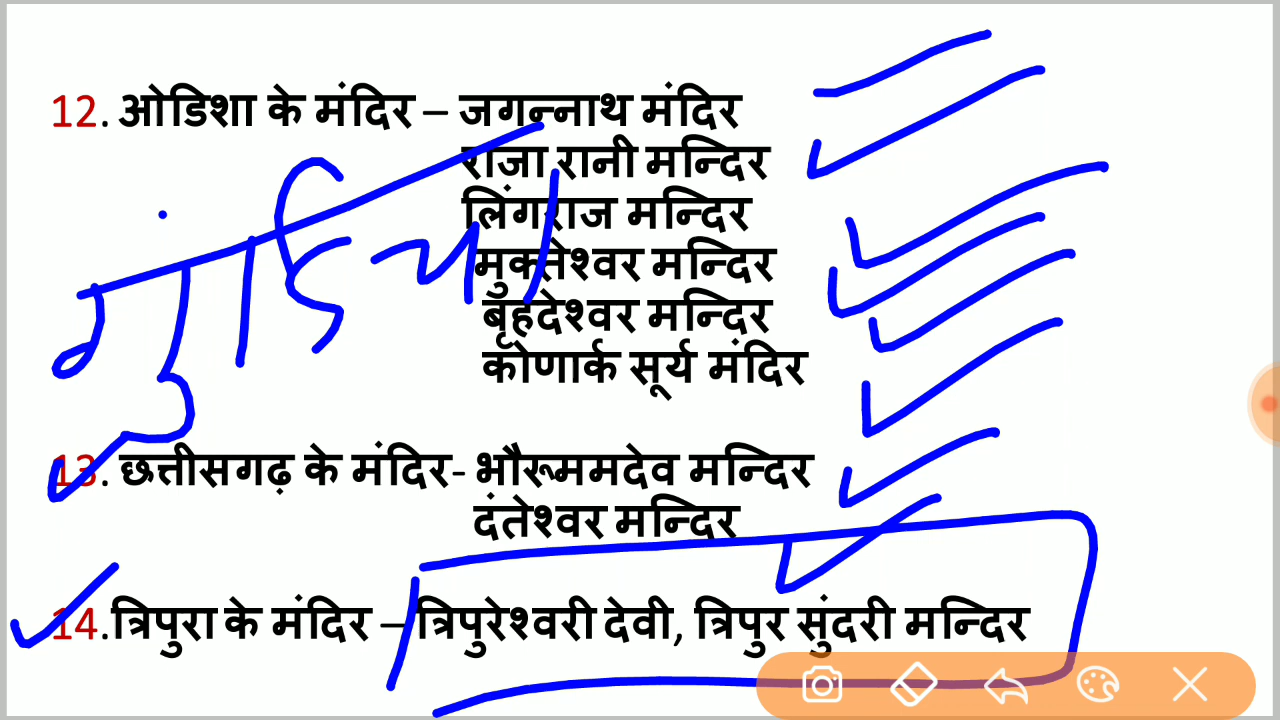 12. ओडिशा के मंदिर – जगन्नाथ मंदिर
राजा रानी मन्दिर
लिंगराज मन्दिर
मुक्तेश्वर मन्दिर
बृहदेश्वर मन्दिर
कोणार्क सूर्य मंदिर
13. छत्तीसगढ़ के मंदिर- भौरूममदेव मन्दिर
दंतेश्वर मन्दिर
14.त्रिपुरा के मंदिर – त्रिपुरेश्वरी देवी, त्रिपुर सुंदरी मन्दिर